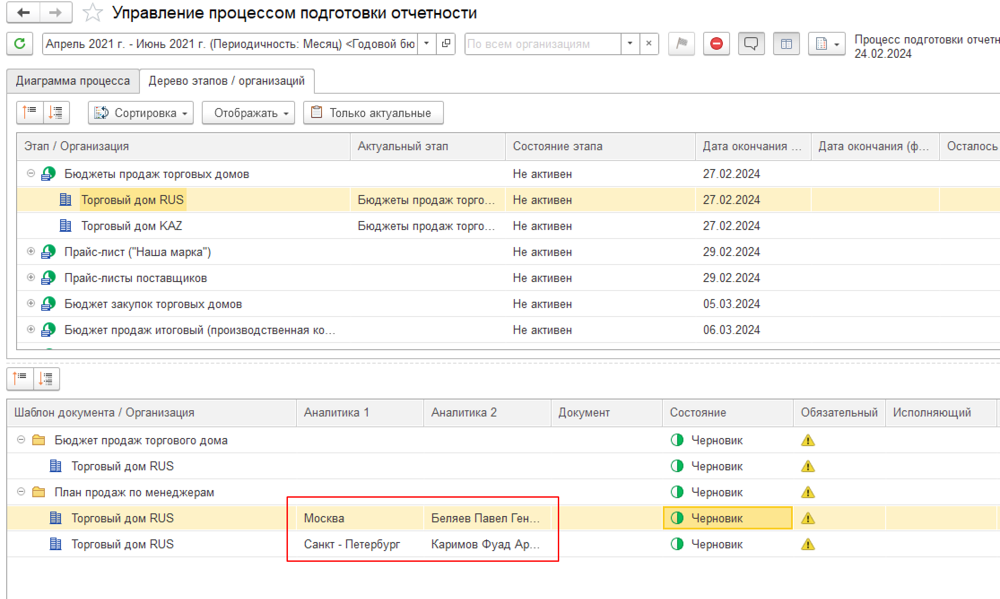 Управление процессом подготовки отчетности
Апрель 2021 г. - Июнь 2021 г. (Периодичность: Месяц) <Годовой бю
По всем организациям
Процесс подготовки отчетн
24.02.2024
Диаграмма процесса Дерево этапов / организаций
Сортировка Отображать Только актуальные
Этап / Организация Актуальный этап Состояние этапа Дата окончания ... Дата окончания (ф... Осталось
Бюджеты продаж торговых домов Не активен 27.02.2024
Торговый дом RUS Бюджеты продаж торго... Не активен 27.02.2024
Торговый дом KAZ Бюджеты продаж торго... Не активен 27.02.2024
Прайс-лист ("Наша марка") Не активен 29.02.2024
Прайс-листы поставщиков Не активен 29.02.2024
Бюджет закупок торговых домов Не активен 05.03.2024
Бюджет продаж итоговый (производственная ко... Не активен 06.03.2024
Шаблон документа / Организация Аналитика 1 Аналитика 2 Документ Состояние Обязательный Исполняющий
Бюджет продаж торгового дома Черновик
Торговый дом RUS Черновик
План продаж по менеджерам Черновик
Торговый дом RUS Москва Беляев Павел Ген... Черновик
Торговый дом RUS Санкт - Петербург Каримов Фуад Ар... Черновик